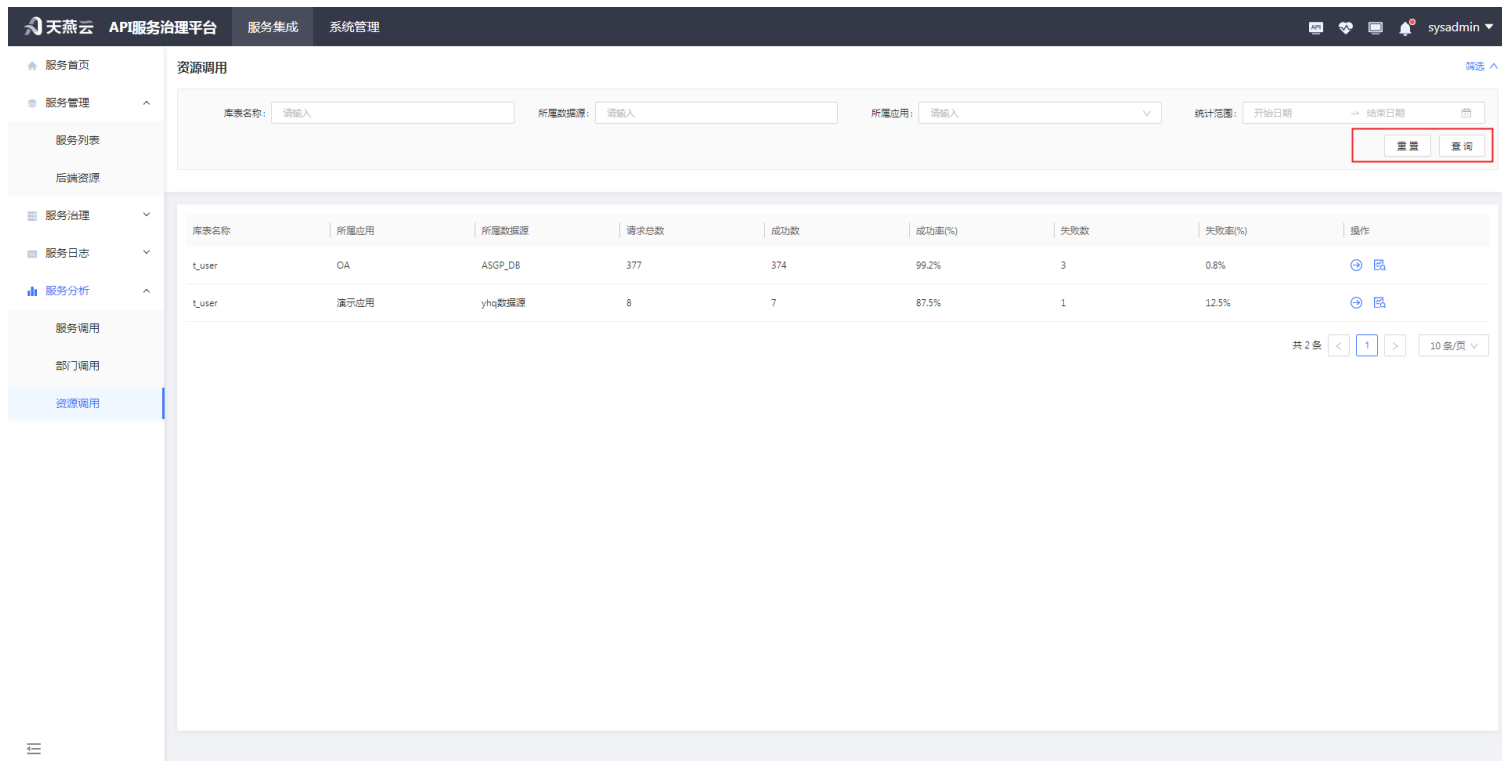 天燕云 API服务治理平台 服务集成 系统管理 API sysadmin
服务首页
服务管理
服务列表
后端资源
服务治理
服务日志
服务分析
服务调用
部门调用
资源调用
资源调用 筛选
库表名称: 请输入 所属数据源: 请输入 所属应用: 请输入 统计范围: 开始日期 → 结束日期
重置 查询
库表名称 所属应用 所属数据源 请求总数 成功数 成功率(%) 失败数 失败率(%) 操作
t_user OA ASGP_DB 377 374 99.2% 3 0.8%
t_user 演示应用 yhq数据源 8 7 87.5% 1 12.5%
共 2 条 < 1 > 10 条/页